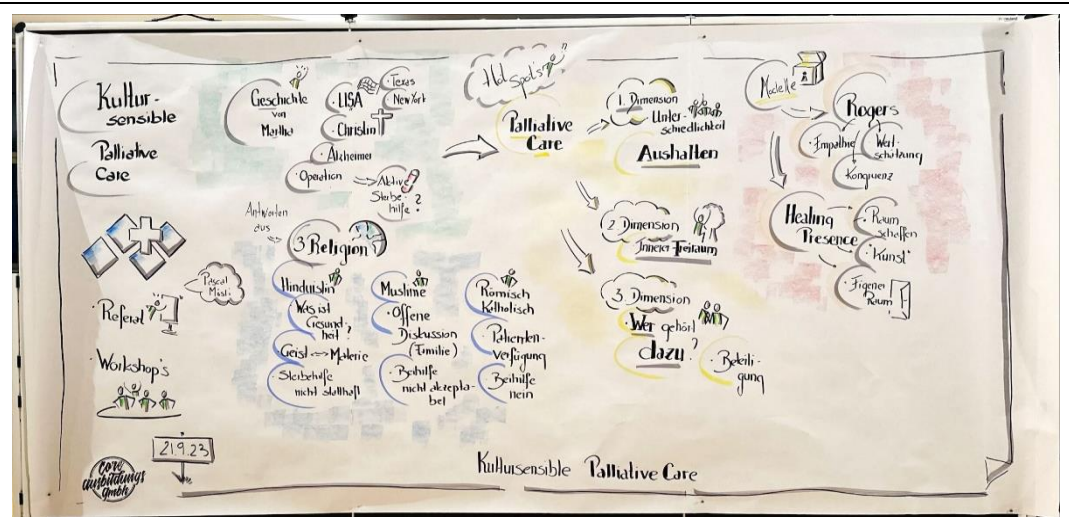 Kultur-
sensible
Palliative
Care
Referat
Pascal
Mösli
Workshop's
21.9.23
core
ausbildungs
gmbh
Geschichte
von
Martha
· USA
· Texas
· New York
· Christin
· Alzheimer
· Operation
· Aktive
Sterbe-
hilfe ?
Antworten
aus
3 Religion
Hinduistin
· Was ist
Gesund-
heit ?
Geist <-> Materie
· Sterbehilfe
nicht statthaft
Muslime
· Offene
Diskussion
(Familie)
· Beihilfe
nicht akzepta-
bel
Römisch
Katholisch
· Patienten-
verfügung
· Beihilfe
nein
Hot
spot's
Palliative
Care
1. Dimension
· Unter-
schiedlichkeit
Aushalten
2. Dimension
Innerer Freiraum
3. Dimension
· Wer gehört
dazu ?
· Beteili-
gung
Modelle
Rogers
· Empathie
· Wert-
schätzung
· Kongruenz
Healing
Presence
· Raum
schaffen
· Kunst
· Eigener
Raum
Kultursensible Palliative Care